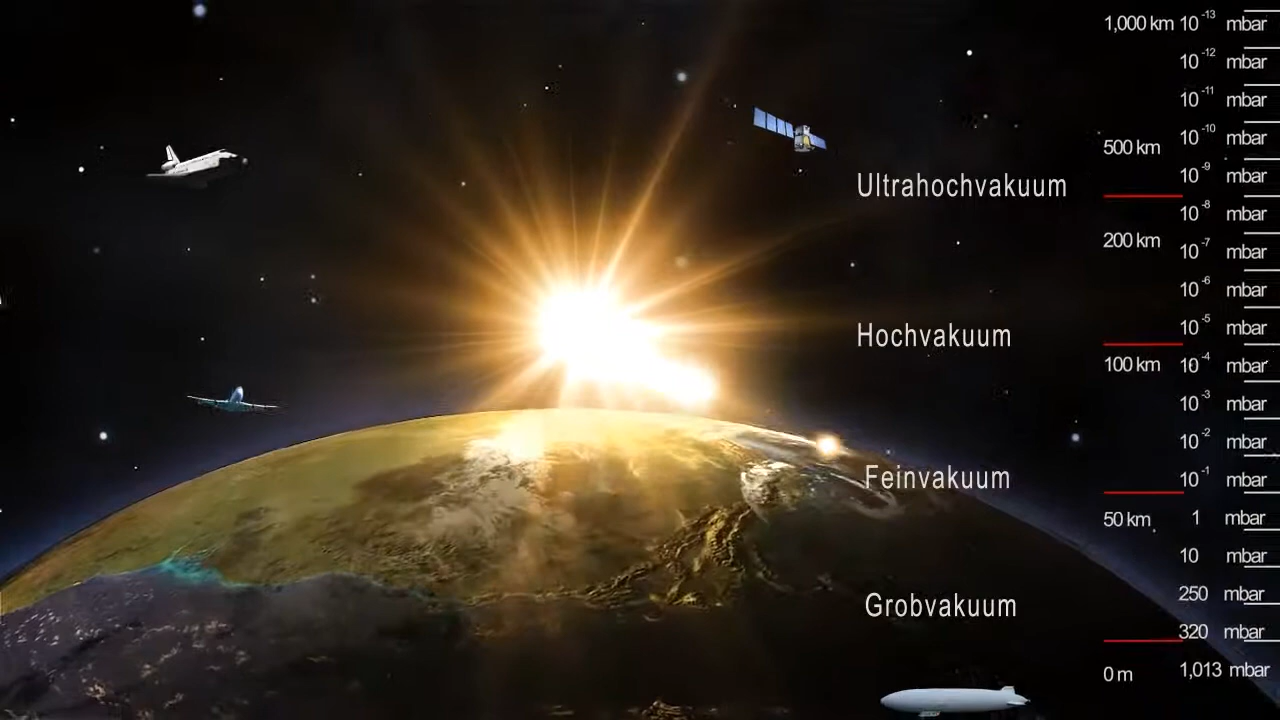 1,000 km 10⁻¹³ mbar
10⁻¹² mbar
10⁻¹¹ mbar
10⁻¹⁰ mbar
500 km
10⁻⁹ mbar
Ultrahochvakuum
10⁻⁸ mbar
200 km
10⁻⁷ mbar
10⁻⁶ mbar
10⁻⁵ mbar
Hochvakuum
100 km 10⁻⁴ mbar
10⁻³ mbar
10⁻² mbar
Feinvakuum
10⁻¹ mbar
50 km 1 mbar
10 mbar
250 mbar
Grobvakuum
320 mbar
0 m 1,013 mbar